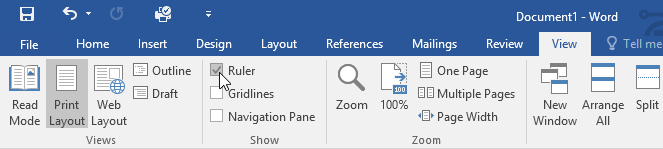 Document1 - Word
File Home Insert Design Layout References Mailings Review View Tell me
Read Mode
Print Layout
Web Layout
Outline
Draft
Views
Ruler
Gridlines
Navigation Pane
Show
Zoom
100
100%
One Page
Multiple Pages
Page Width
Zoom
New Window
Arrange All
Split